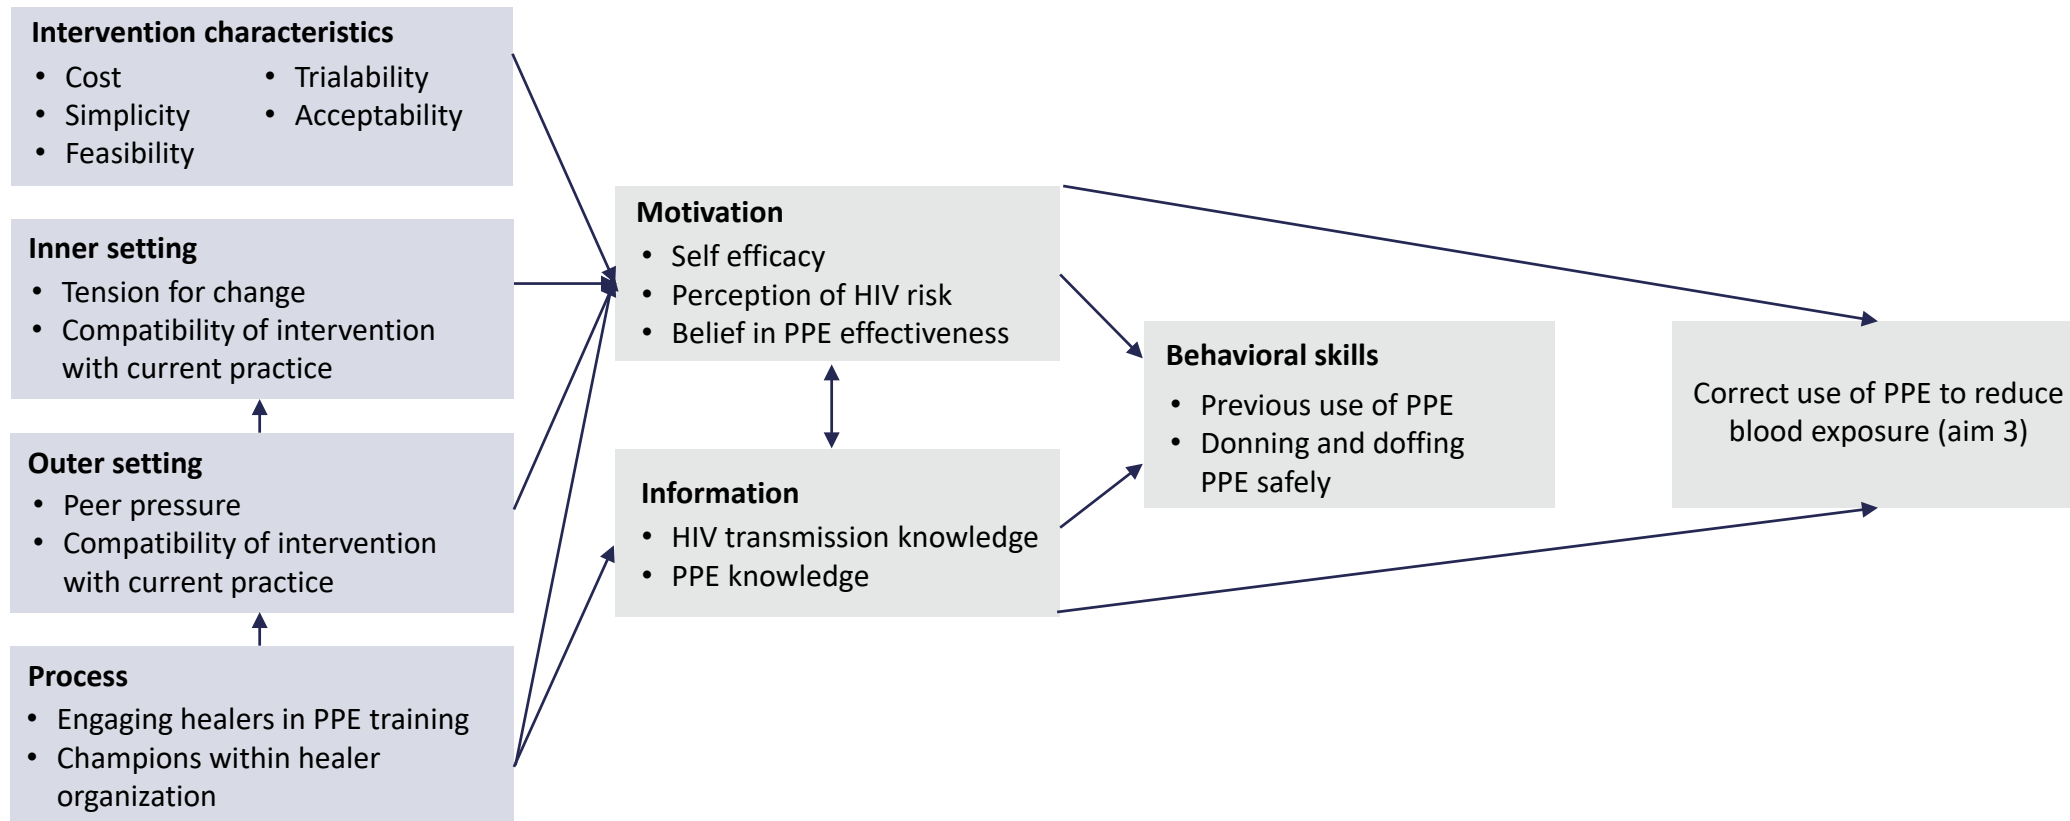 Intervention characteristics
• Cost
• Simplicity
• Feasibility
• Trialability
• Acceptability
Inner setting
• Tension for change
• Compatibility of intervention
with current practice
Outer setting
• Peer pressure
• Compatibility of intervention
with current practice
Process
• Engaging healers in PPE training
• Champions within healer
organization
Motivation
• Self efficacy
• Perception of HIV risk
• Belief in PPE effectiveness
Information
• HIV transmission knowledge
• PPE knowledge
Behavioral skills
• Previous use of PPE
• Donning and doffing
PPE safely
Correct use of PPE to reduce
blood exposure (aim 3)